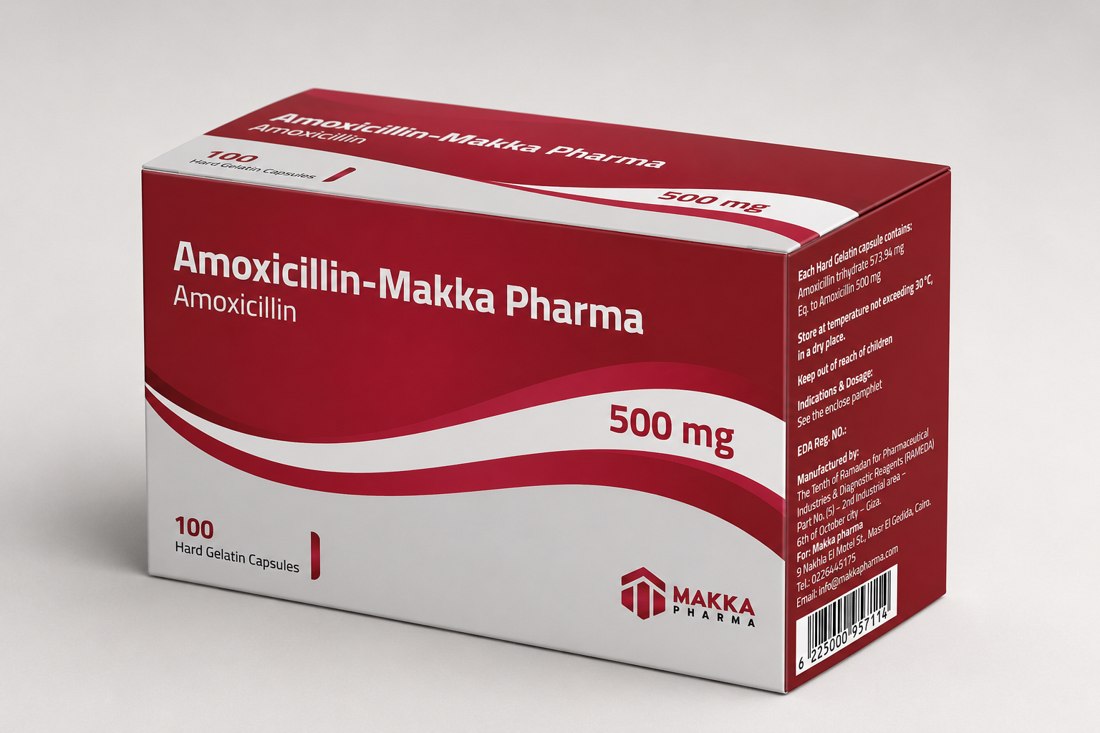 Amoxicillin-Makka Pharma
Amoxicillin
100
Hard Gelatin Capsules
500 mg
Amoxicillin-Makka Pharma
Amoxicillin
500 mg
100
Hard Gelatin Capsules
MAKKA
PHARMA
Each Hard Gelatin capsule contains:
Amoxicillin trihydrate 573.94 mg
Eq. to Amoxicillin 500 mg
Store at temperature not exceeding 30 °C,
in a dry place.
Keep out of reach of children
Indications & Dosage:
See the enclose pamphlet
EDA Reg. NO.:
Manufactured by:
The Tenth of Ramadan for Pharmaceutical
Industries & Diagnostic Reagents (RAMEDA)
Part No. (5) – 2nd Industrial area –
6th of October city – Giza.
For: Makka pharma
9 Nakhla El Motei St., Masr El Gedida, Cairo.
Tel.: 0226445175
Email: info@makkapharma.com
6 225000 957114